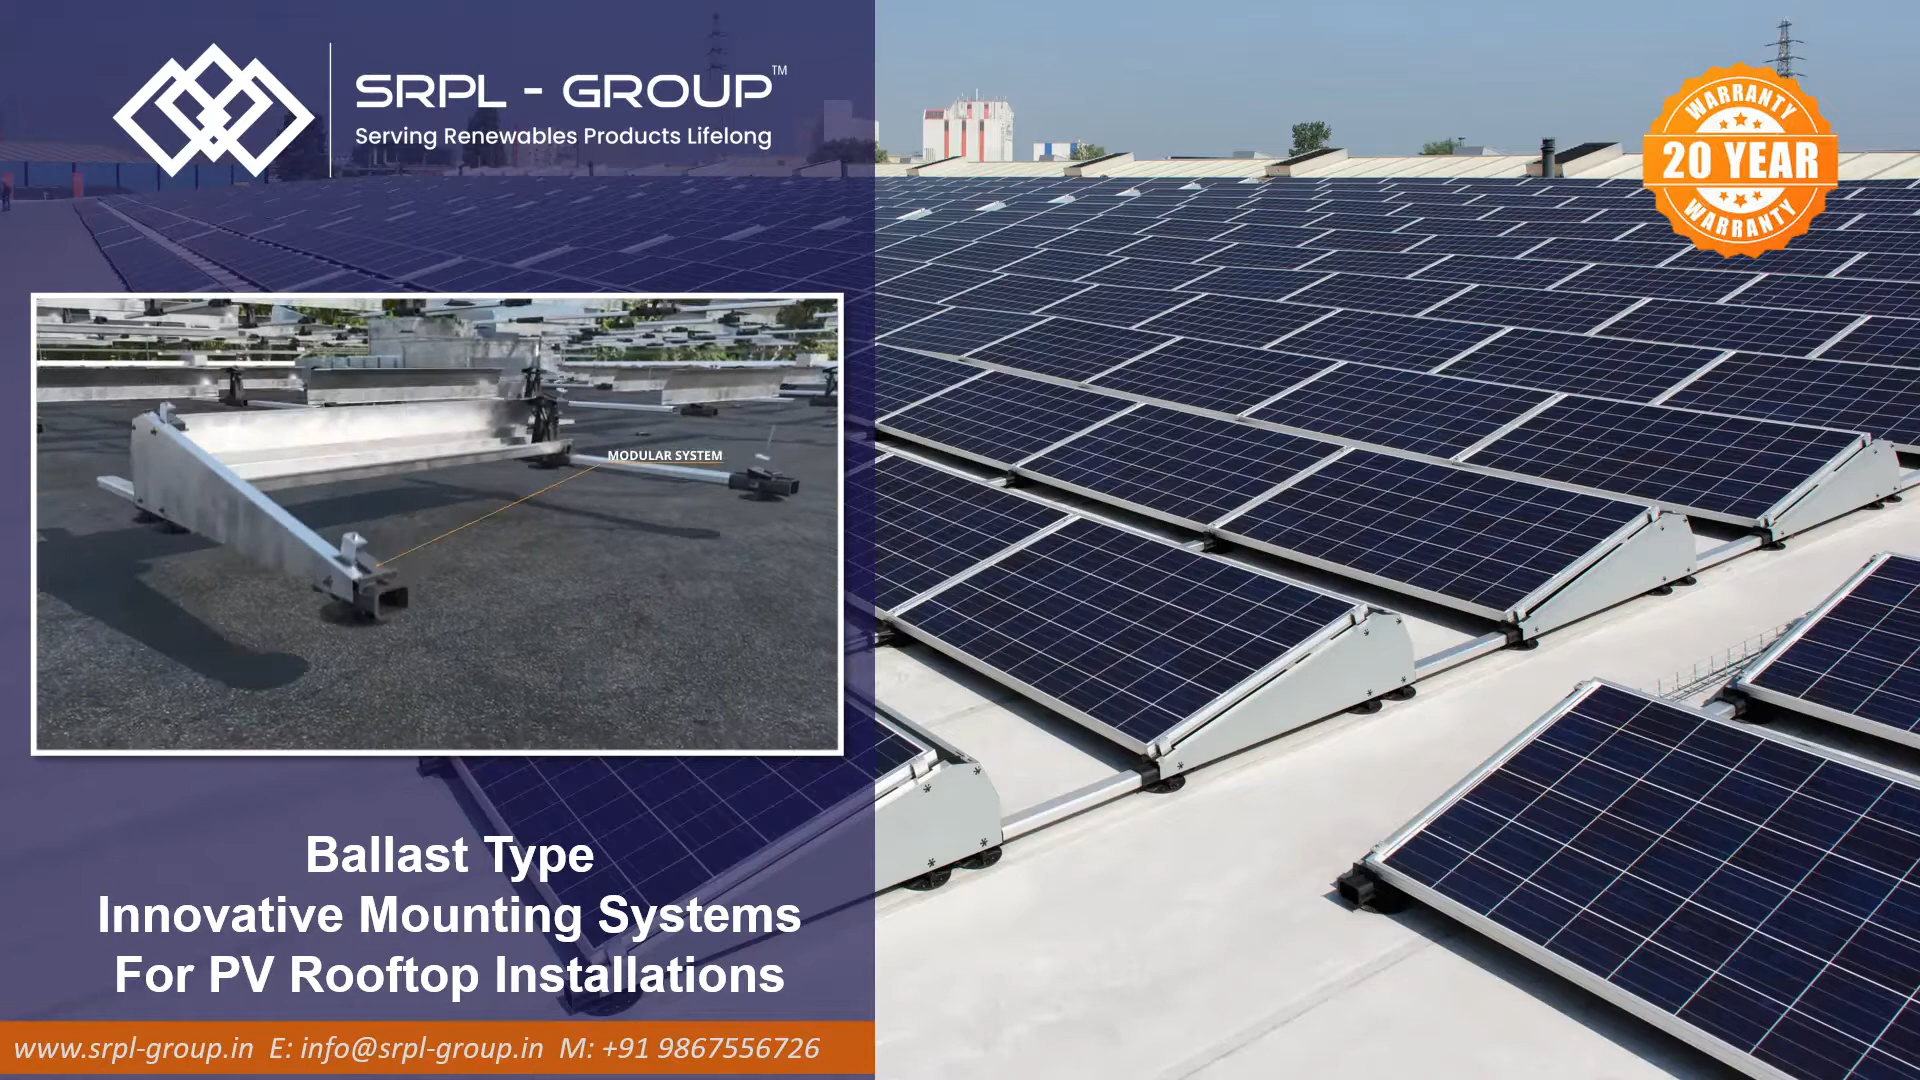 SRPL - GROUP™
Serving Renewables Products Lifelong
WARRANTY
20 YEAR
WARRANTY
MODULAR SYSTEM
Ballast Type
Innovative Mounting Systems
For PV Rooftop Installations
www.srpl-group.in E: info@srpl-group.in M: +91 9867556726